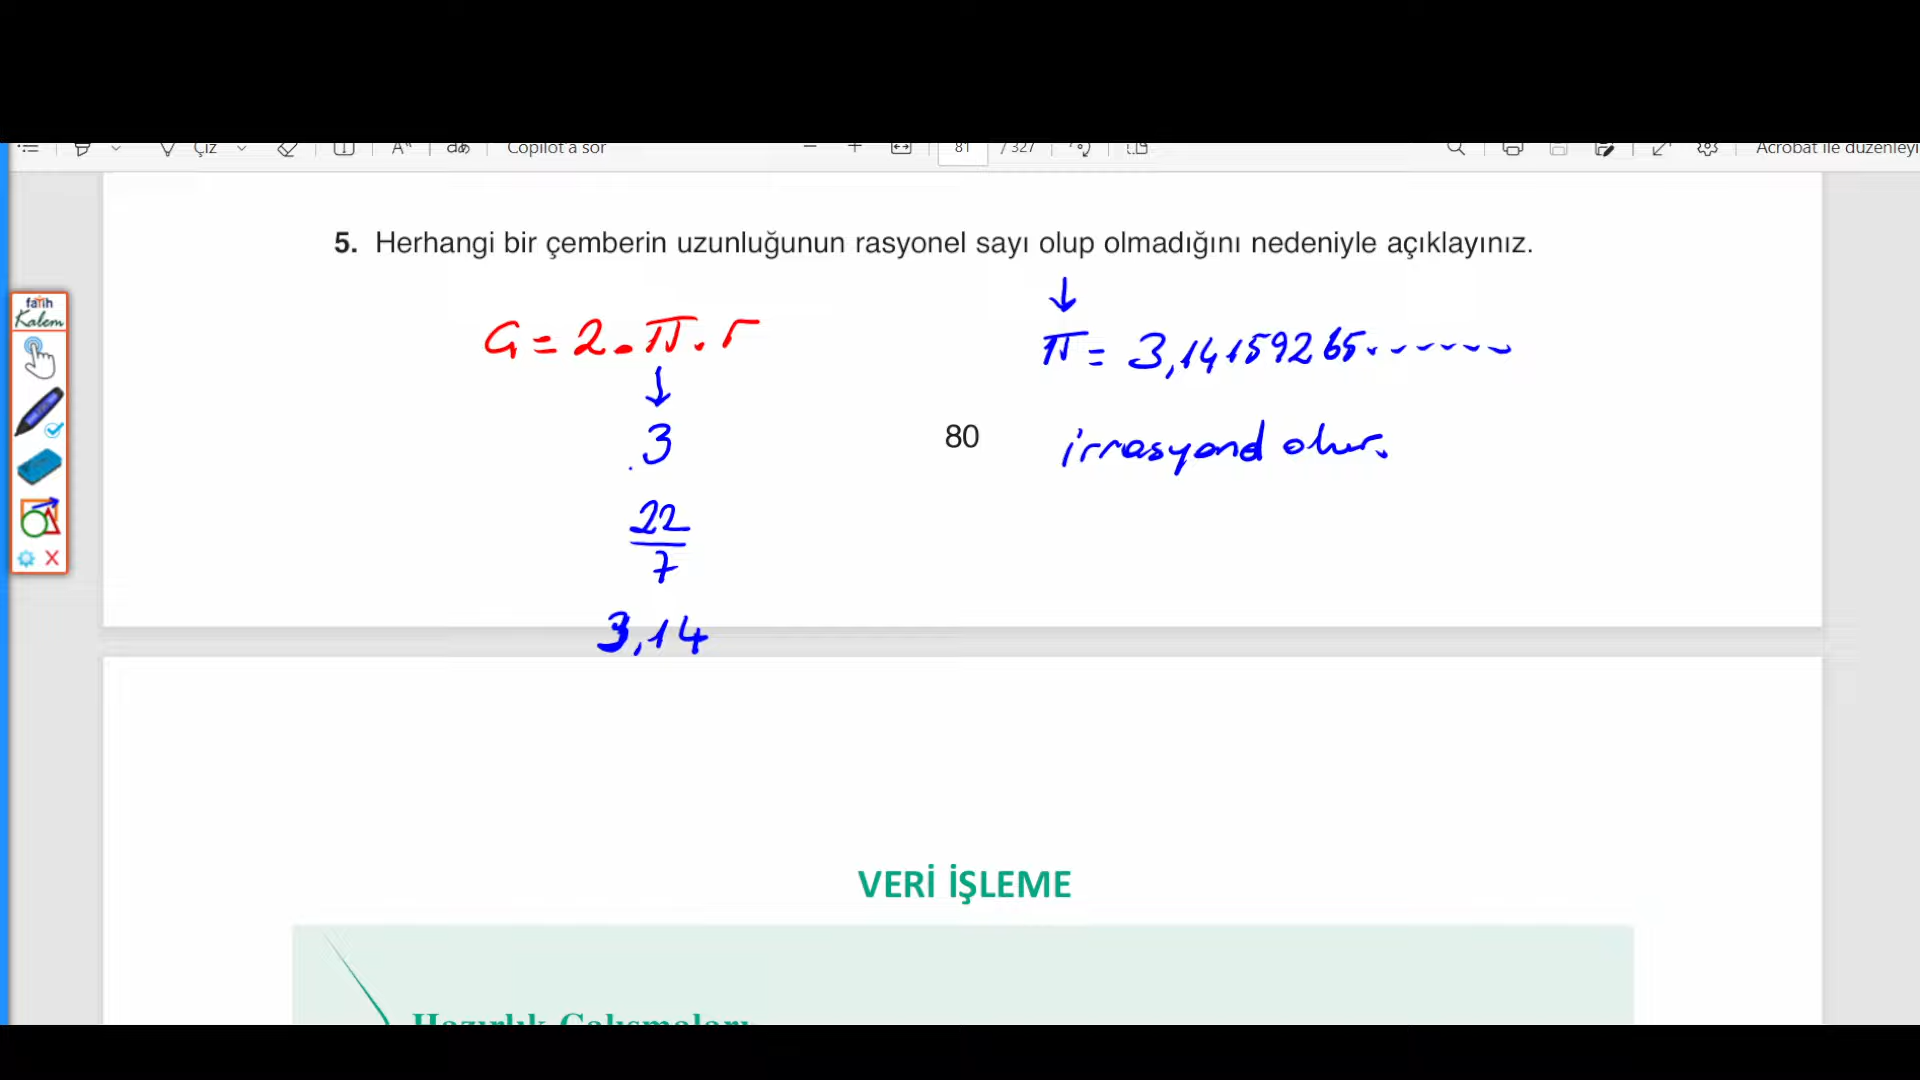 Çiz
Copilot'a sor
81 / 327
Acrobat ile düzenleyi
5. Herhangi bir çemberin uzunluğunun rasyonel sayı olup olmadığını nedeniyle açıklayınız.
fatih
Kalem
Ç = 2 . π . r
↓
3
22
7
3,14
↓
π = 3,14159265.......
irrasyonel olur.
80
VERİ İŞLEME
Hazırlık Çalışmaları